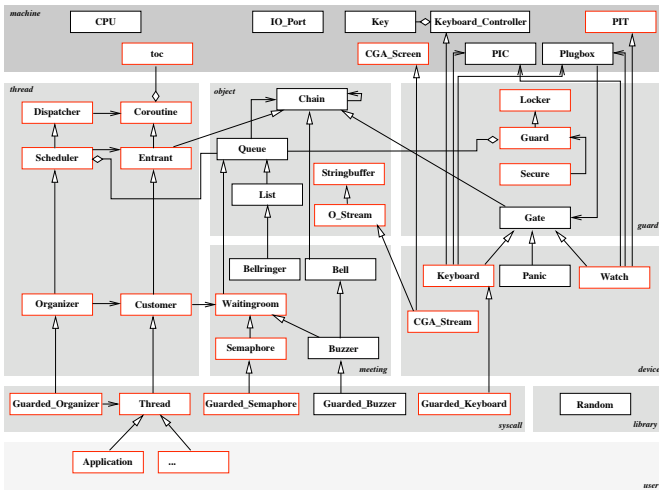 machine
CPU
IO_Port
Key
Keyboard_Controller
PIT
toc
CGA_Screen
PIC
Plugbox
thread
object
Chain
Locker
Dispatcher
Coroutine
Guard
Queue
Scheduler
Entrant
Stringbuffer
Secure
List
O_Stream
Gate
guard
Bellringer
Bell
Keyboard
Panic
Watch
Organizer
Customer
Waitingroom
CGA_Stream
Semaphore
Buzzer
meeting
device
Guarded_Organizer
Thread
Guarded_Semaphore
Guarded_Buzzer
Guarded_Keyboard
Random
syscall
library
Application
...
user